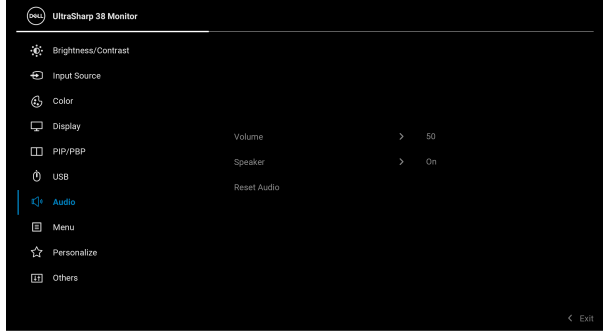 DELL UltraSharp 38 Monitor
Brightness/Contrast
Input Source
Color
Display
PIP/PBP
USB
Audio
Menu
Personalize
Others
Volume > 50
Speaker > On
Reset Audio
< Exit